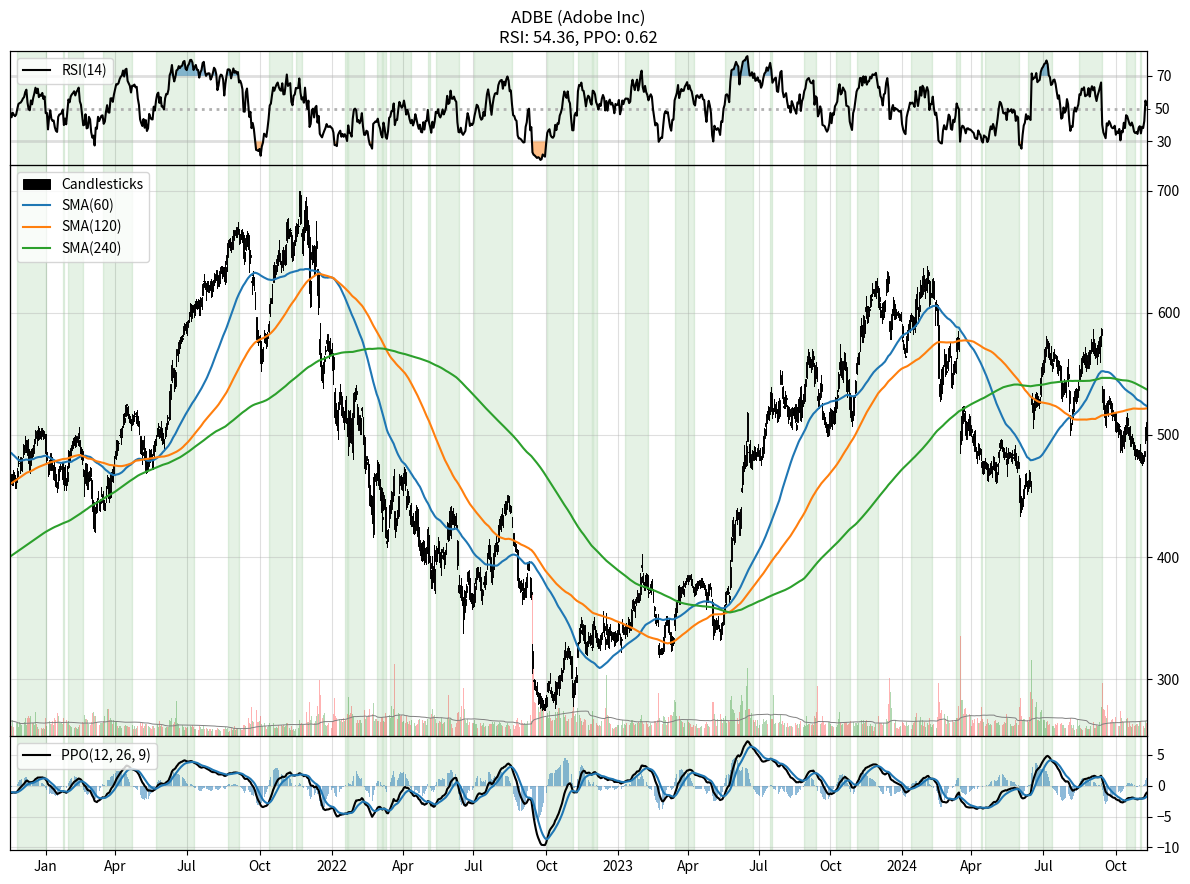 ADBE (Adobe Inc)
RSI: 54.36, PPO: 0.62
RSI(14)
70
50
30
Candlesticks
SMA(60)
SMA(120)
SMA(240)
700
600
500
400
300
PPO(12, 26, 9)
5
0
−5
−10
Jan Apr Jul Oct 2022 Apr Jul Oct 2023 Apr Jul Oct 2024 Apr Jul Oct